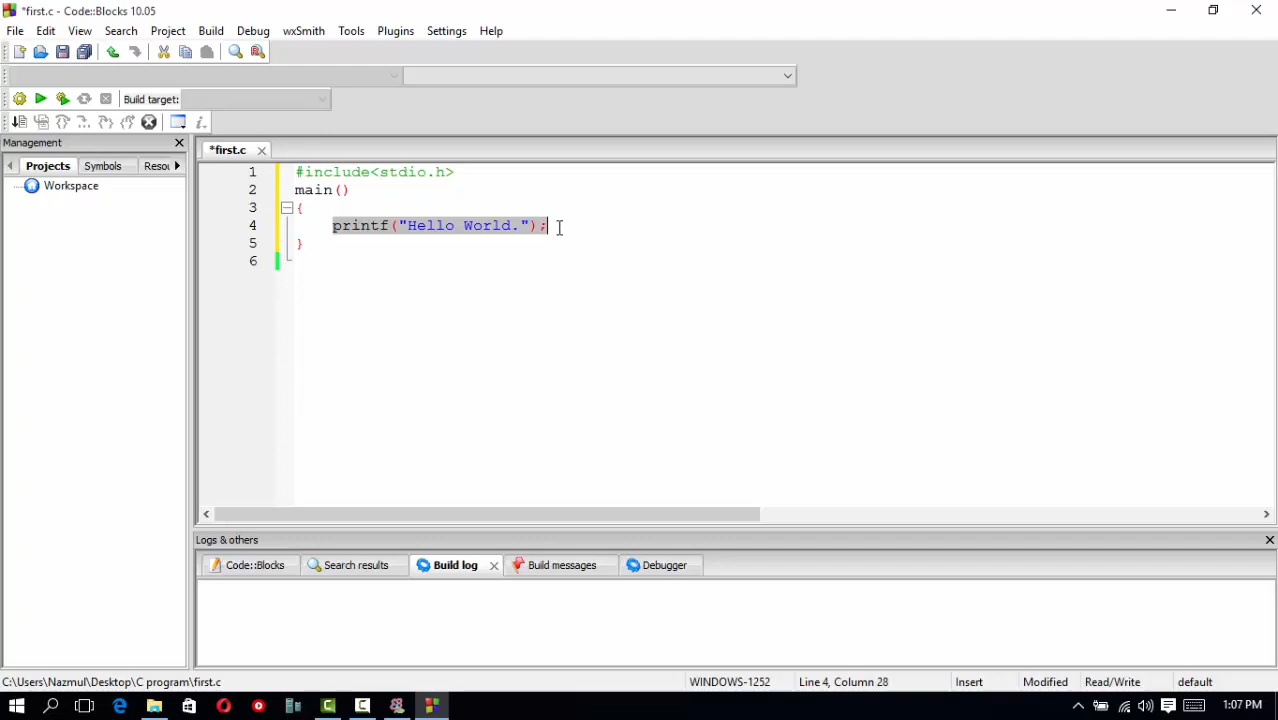 *first.c - Code::Blocks 10.05
File Edit View Search Project Build Debug wxSmith Tools Plugins Settings Help
Build target:
Management
Projects Symbols Resou
Workspace
*first.c
1 #include<stdio.h>
2 main()
3 {
4 printf("Hello World.");
5 }
6
Logs & others
Code::Blocks Search results Build log Build messages Debugger
C:\Users\Nazmul\Desktop\C program\first.c WINDOWS-1252 Line 4, Column 28 Insert Modified Read/Write default
1:07 PM